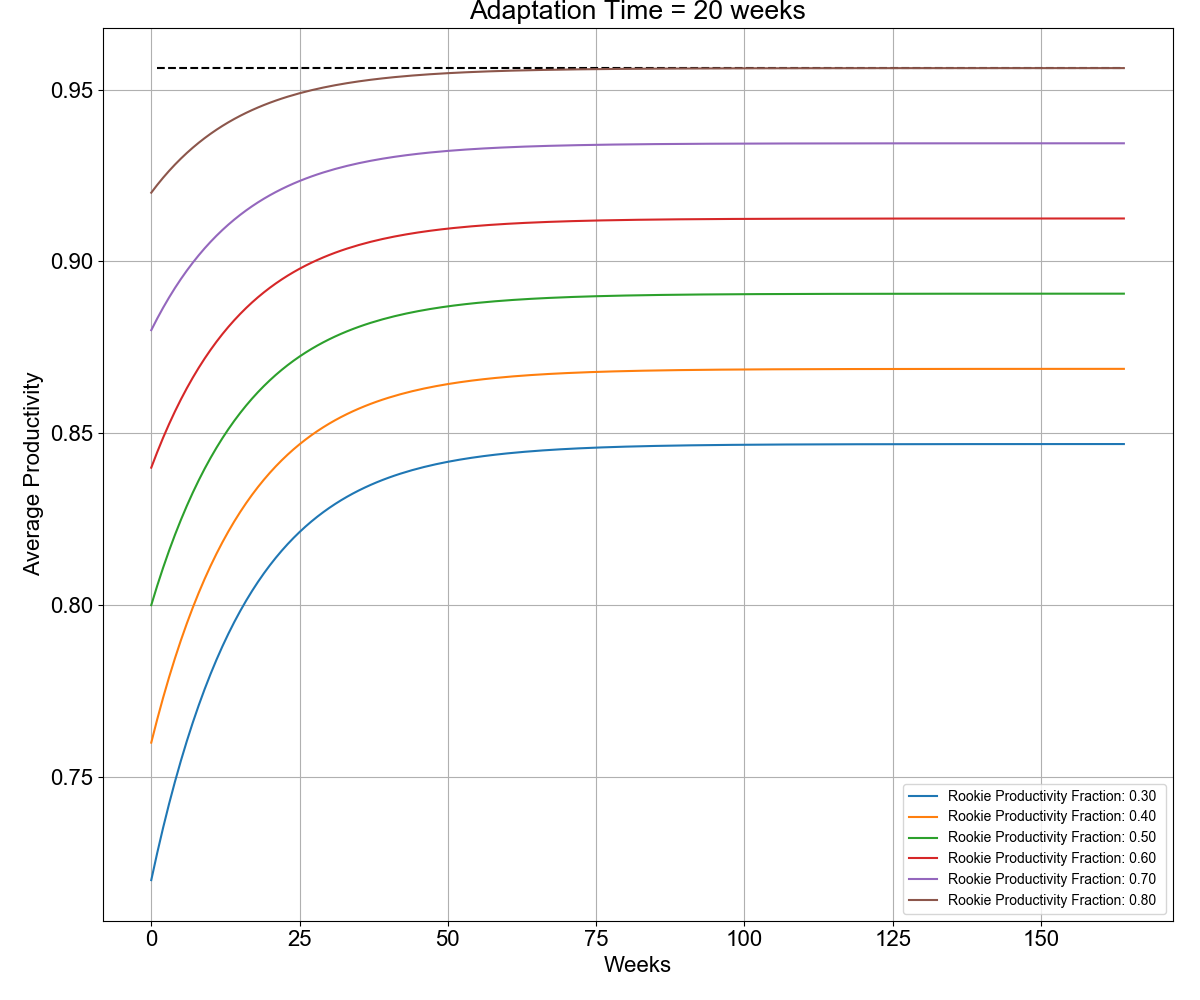 Adaptation Time = 20 weeks
Average Productivity
0.95
0.90
0.85
0.80
0.75
0 25 50 75 100 125 150
Weeks
Rookie Productivity Fraction: 0.30
Rookie Productivity Fraction: 0.40
Rookie Productivity Fraction: 0.50
Rookie Productivity Fraction: 0.60
Rookie Productivity Fraction: 0.70
Rookie Productivity Fraction: 0.80